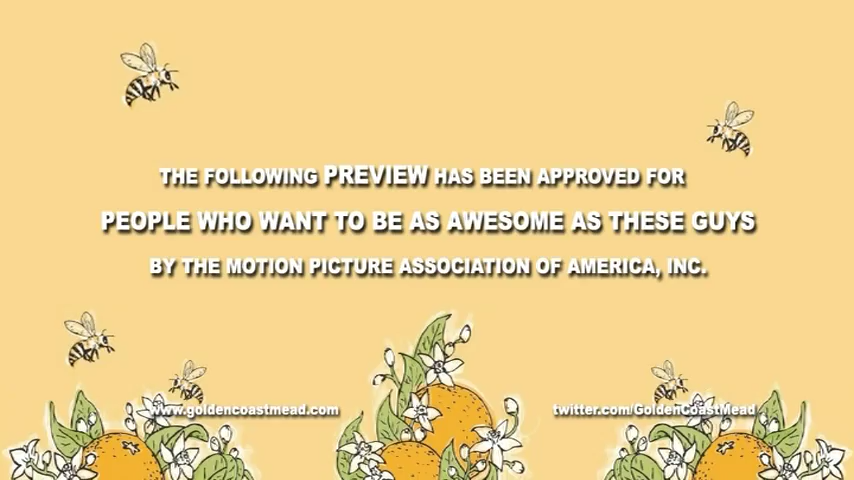 THE FOLLOWING PREVIEW HAS BEEN APPROVED FOR
PEOPLE WHO WANT TO BE AS AWESOME AS THESE GUYS
BY THE MOTION PICTURE ASSOCIATION OF AMERICA, INC.
www.goldencoastmead.com
twitter.com/GoldenCoastMead